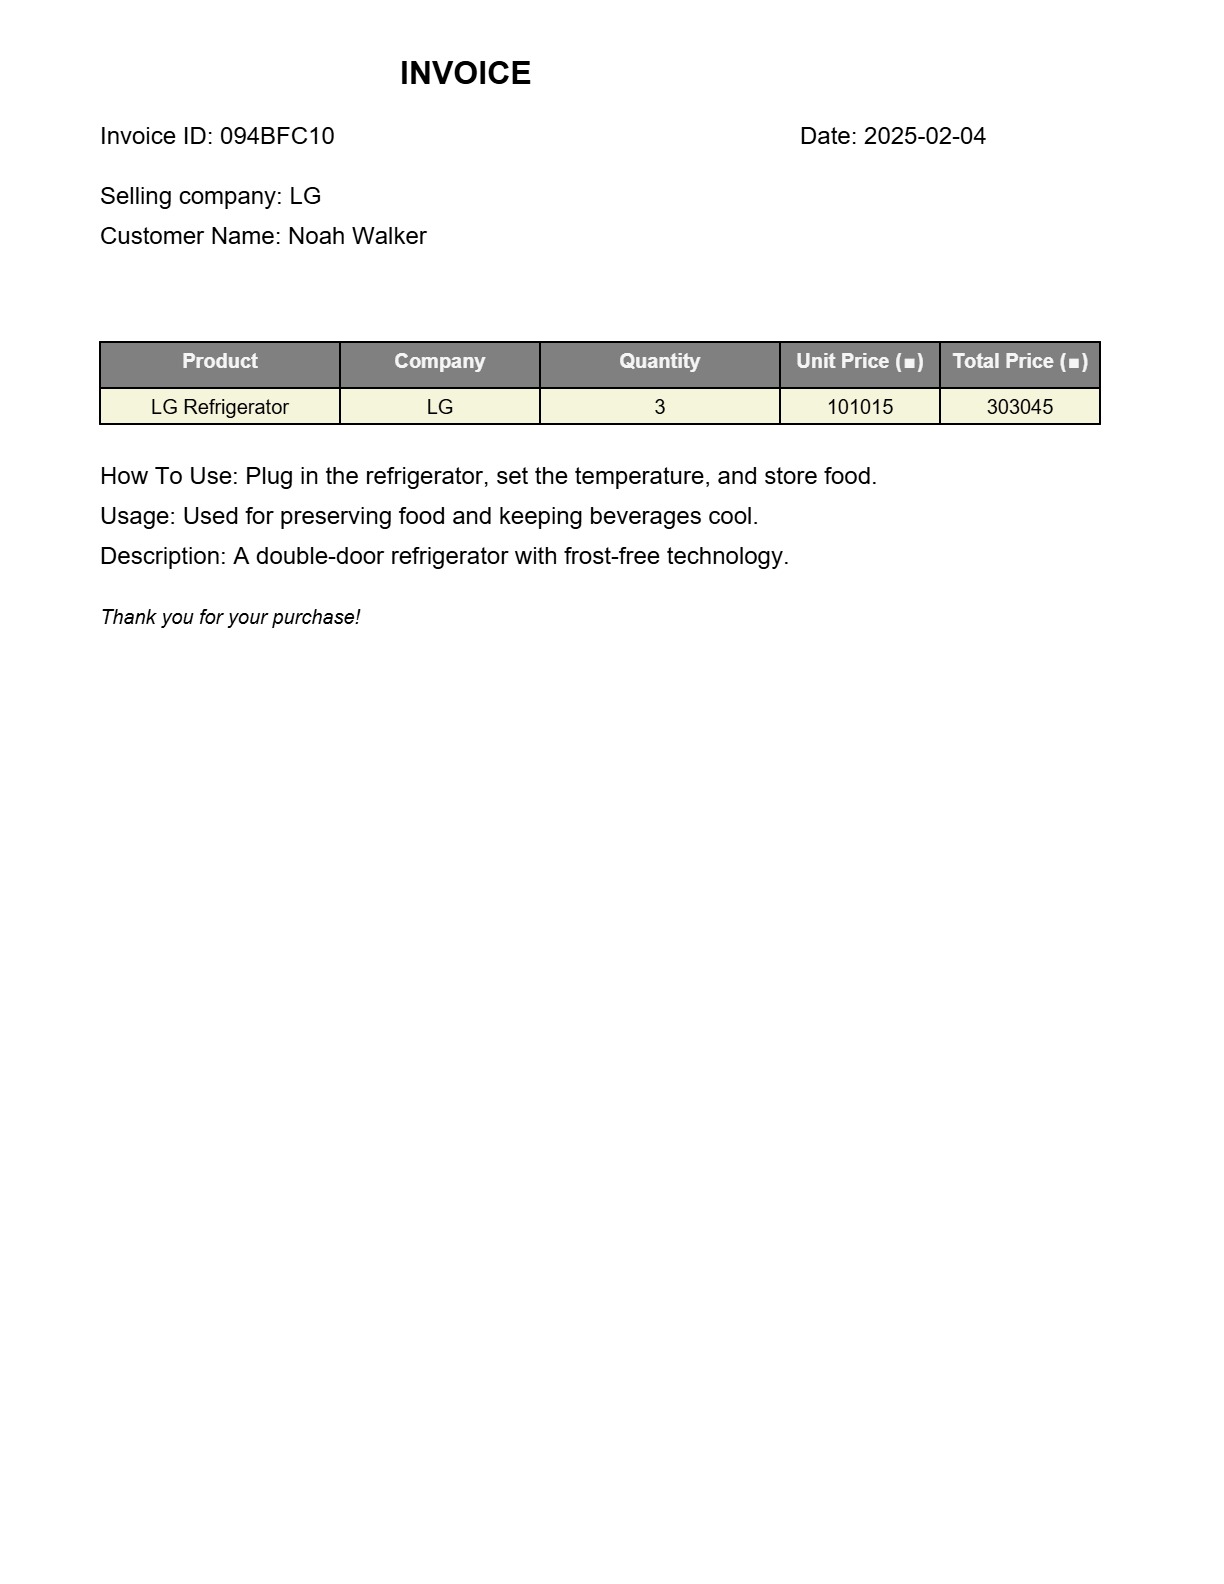 INVOICE
Invoice ID: 094BFC10 Date: 2025-02-04
Selling company: LG
Customer Name: Noah Walker
Product Company Quantity Unit Price (■) Total Price (■)
LG Refrigerator LG 3 101015 303045
How To Use: Plug in the refrigerator, set the temperature, and store food.
Usage: Used for preserving food and keeping beverages cool.
Description: A double-door refrigerator with frost-free technology.
Thank you for your purchase!